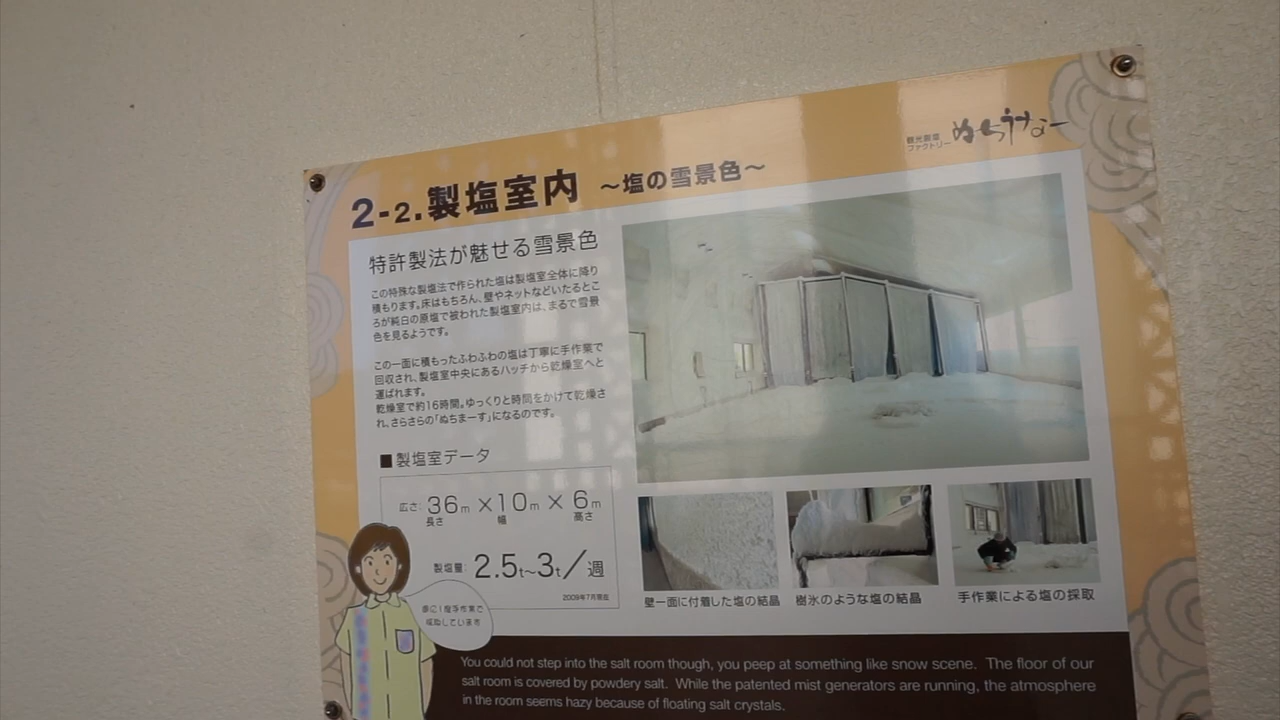 観光製塩
ファクトリー ぬちうなー
2-2.製塩室内 ～塩の雪景色～
特許製法が魅せる雪景色
この特殊な製塩法で作られた塩は製塩室全体に降り
積もります。床はもちろん、壁やネットなどいたるとこ
ろが純白の原塩で被われた製塩室内は、まるで雪景
色を見るようです。
この一面に積もったふわふわの塩は丁寧に手作業で
回収され、製塩室中央にあるハッチから乾燥室へと
運ばれます。
乾燥室で約16時間。ゆっくりと時間をかけて乾燥さ
れ、さらさらの「ぬちまーす」になるのです。
■製塩室データ
広さ: 36m×10m×6m
長さ 幅 高さ
製塩量: 2.5t~3t/週
2009年7月現在
壁一面に付着した塩の結晶
樹氷のような塩の結晶
手作業による塩の採取
You could not step into the salt room though, you peep at something like snow scene. The floor of our
salt room is covered by powdery salt. While the patented mist generators are running, the atmosphere
in the room seems hazy because of floating salt crystals.